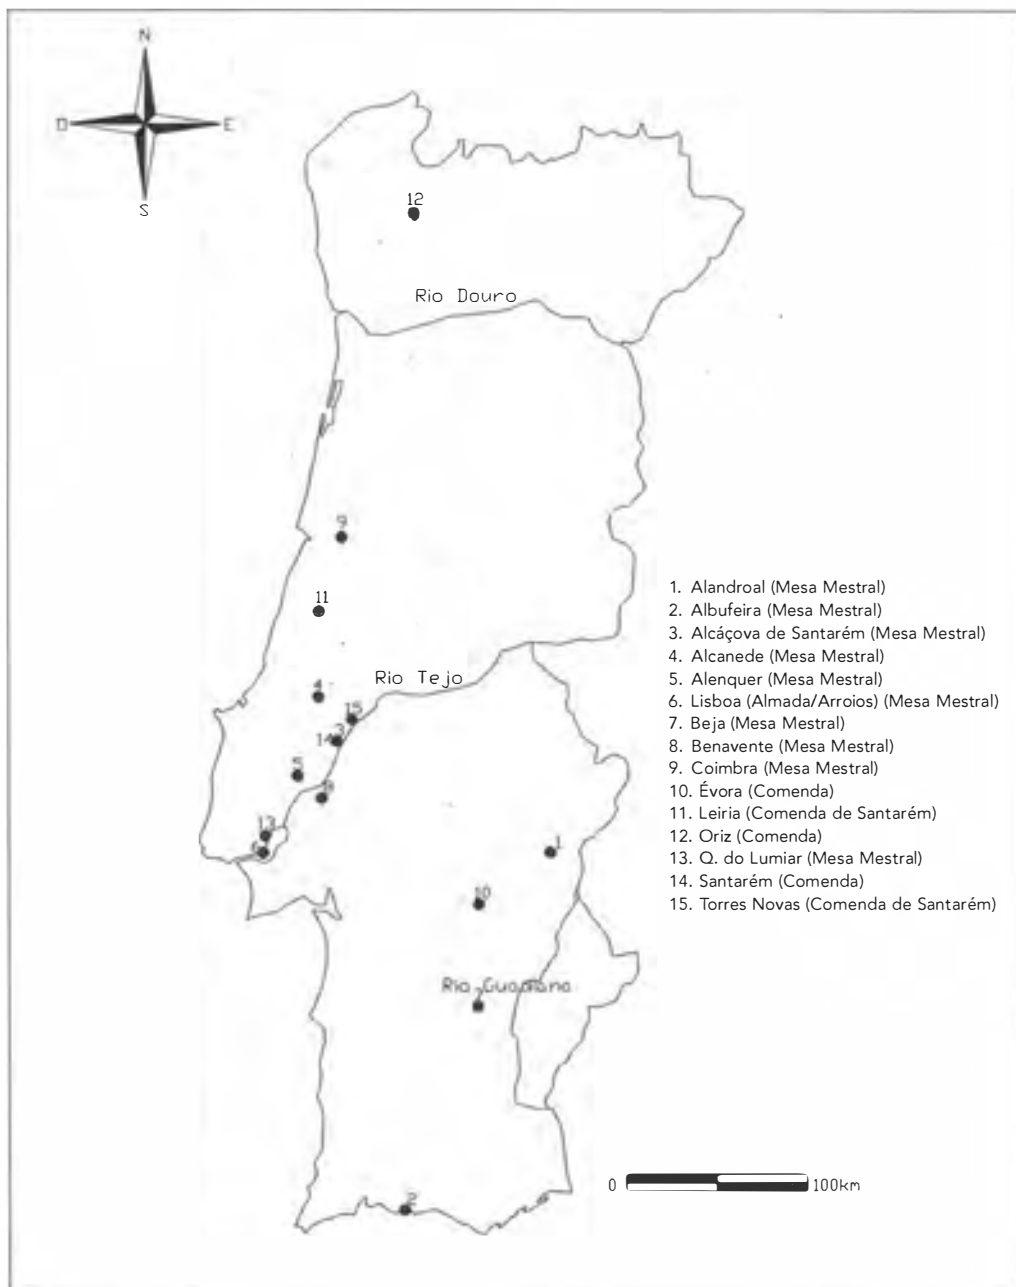 N
O E
S
12
Rio Douro
9
11
Rio Tejo
4
15
3
14
5
8
13
6
1
10
Rio Guadiana
2
1. Alandroal (Mesa Mestral)
2. Albufeira (Mesa Mestral)
3. Alcáçova de Santarém (Mesa Mestral)
4. Alcanede (Mesa Mestral)
5. Alenquer (Mesa Mestral)
6. Lisboa (Almada/Arroios) (Mesa Mestral)
7. Beja (Mesa Mestral)
8. Benavente (Mesa Mestral)
9. Coimbra (Mesa Mestral)
10. Évora (Comenda)
11. Leiria (Comenda de Santarém)
12. Oriz (Comenda)
13. Q. do Lumiar (Mesa Mestral)
14. Santarém (Comenda)
15. Torres Novas (Comenda de Santarém)
0 100km